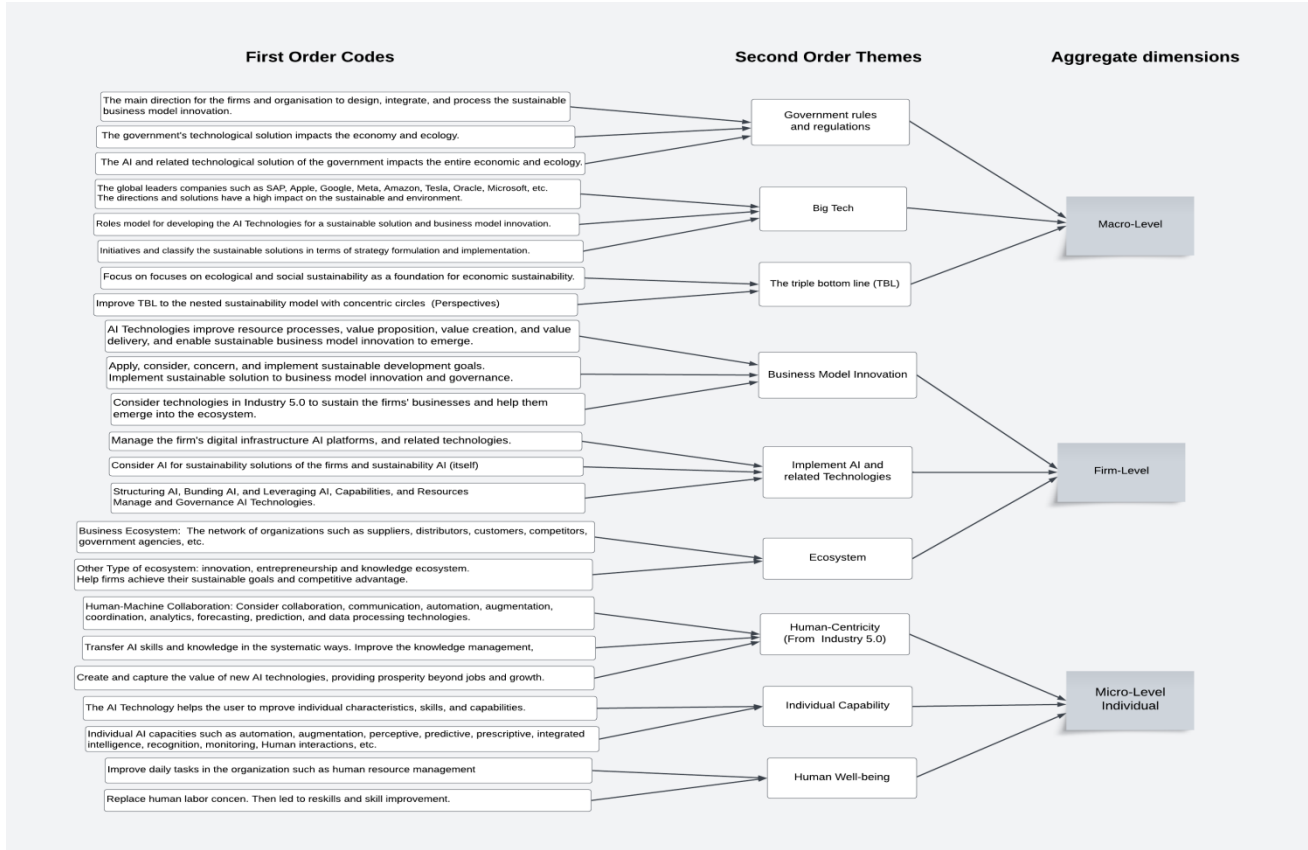 First Order Codes
Second Order Themes
Aggregate dimensions
The main direction for the firms and organisation to design, integrate, and process the sustainable
business model innovation.
The government's technological solution impacts the economy and ecology.
The AI and related technological solution of the government impacts the entire economic and ecology.
Government rules
and regulations
The global leaders companies such as SAP, Apple, Google, Meta, Amazon, Tesla, Oracle, Microsoft, etc.
The directions and solutions have a high impact on the sustainable and environment.
Roles model for developing the AI Technologies for a sustainable solution and business model innovation.
Initiatives and classify the sustainable solutions in terms of strategy formulation and implementation.
Big Tech
Focus on focuses on ecological and social sustainability as a foundation for economic sustainability.
Improve TBL to the nested sustainability model with concentric circles (Perspectives)
The triple bottom line (TBL)
Macro-Level
AI Technologies improve resource processes, value proposition, value creation, and value
delivery, and enable sustainable business model innovation to emerge.
Apply, consider, concern, and implement sustainable development goals.
Implement sustainable solution to business model innovation and governance.
Consider technologies in Industry 5.0 to sustain the firms' businesses and help them
emerge into the ecosystem.
Business Model Innovation
Manage the firm's digital infrastructure AI platforms, and related technologies.
Consider AI for sustainability solutions of the firms and sustainability AI (itself)
Structuring AI, Bunding AI, and Leveraging AI, Capabilities, and Resources
Manage and Governance AI Technologies.
Implement AI and
related Technologies
Business Ecosystem: The network of organizations such as suppliers, distributors, customers, competitors,
government agencies, etc.
Other Type of ecosystem: innovation, entrepreneurship and knowledge ecosystem.
Help firms achieve their sustainable goals and competitive advantage.
Ecosystem
Firm-Level
Human-Machine Collaboration: Consider collaboration, communication, automation, augmentation,
coordination, analytics, forecasting, prediction, and data processing technologies.
Transfer AI skills and knowledge in the systematic ways. Improve the knowledge management,
Create and capture the value of new AI technologies, providing prosperity beyond jobs and growth.
Human-Centricity
(From Industry 5.0)
The AI Technology helps the user to mprove individual characteristics, skills, and capabilities.
Individual AI capacities such as automation, augmentation, perceptive, predictive, prescriptive, integrated
intelligence, recognition, monitoring, Human interactions, etc.
Individual Capability
Improve daily tasks in the organization such as human resource management
Replace human labor concen. Then led to reskills and skill improvement.
Human Well-being
Micro-Level
Individual